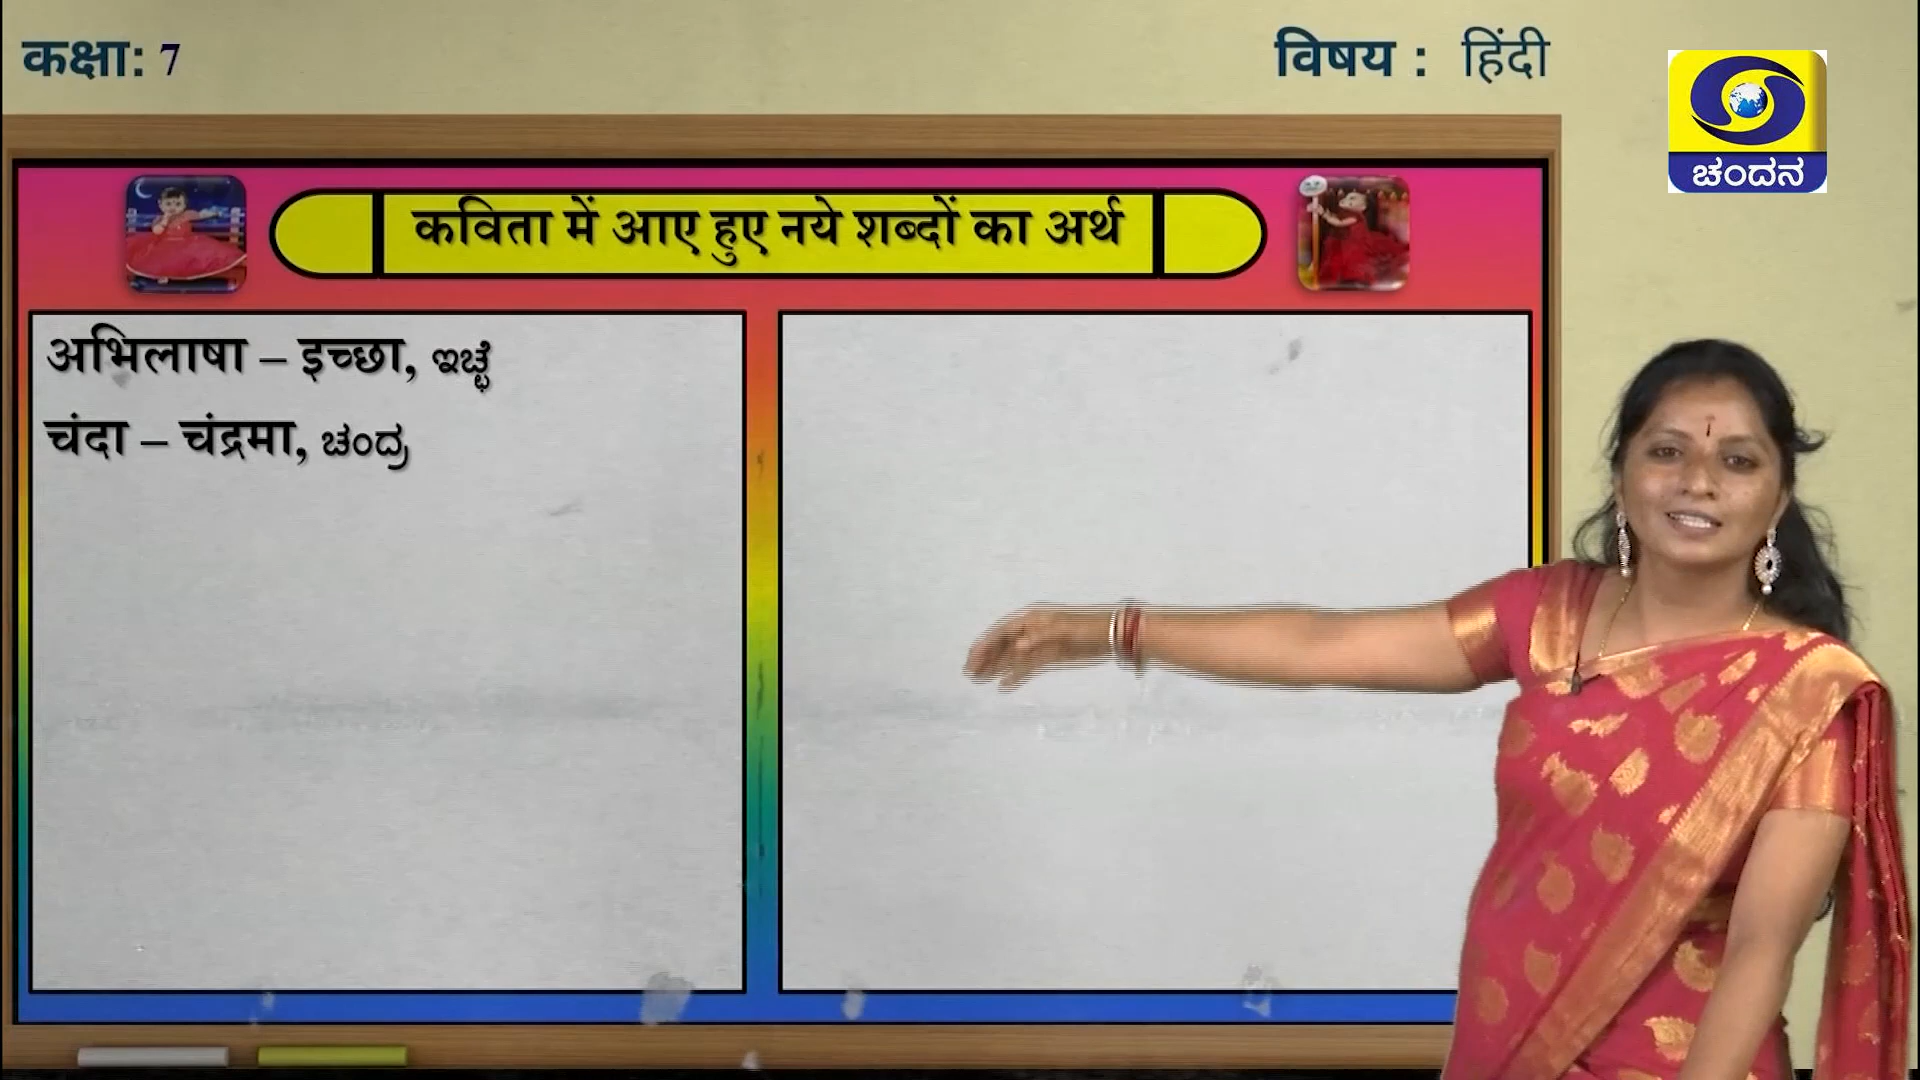 कक्षा: 7
विषय : हिंदी
ಚಂದನ
कविता में आए हुए नये शब्दों का अर्थ
अभिलाषा – इच्छा, ಇಚ್ಛೆ
चंदा – चंद्रमा, ಚಂದ್ರ